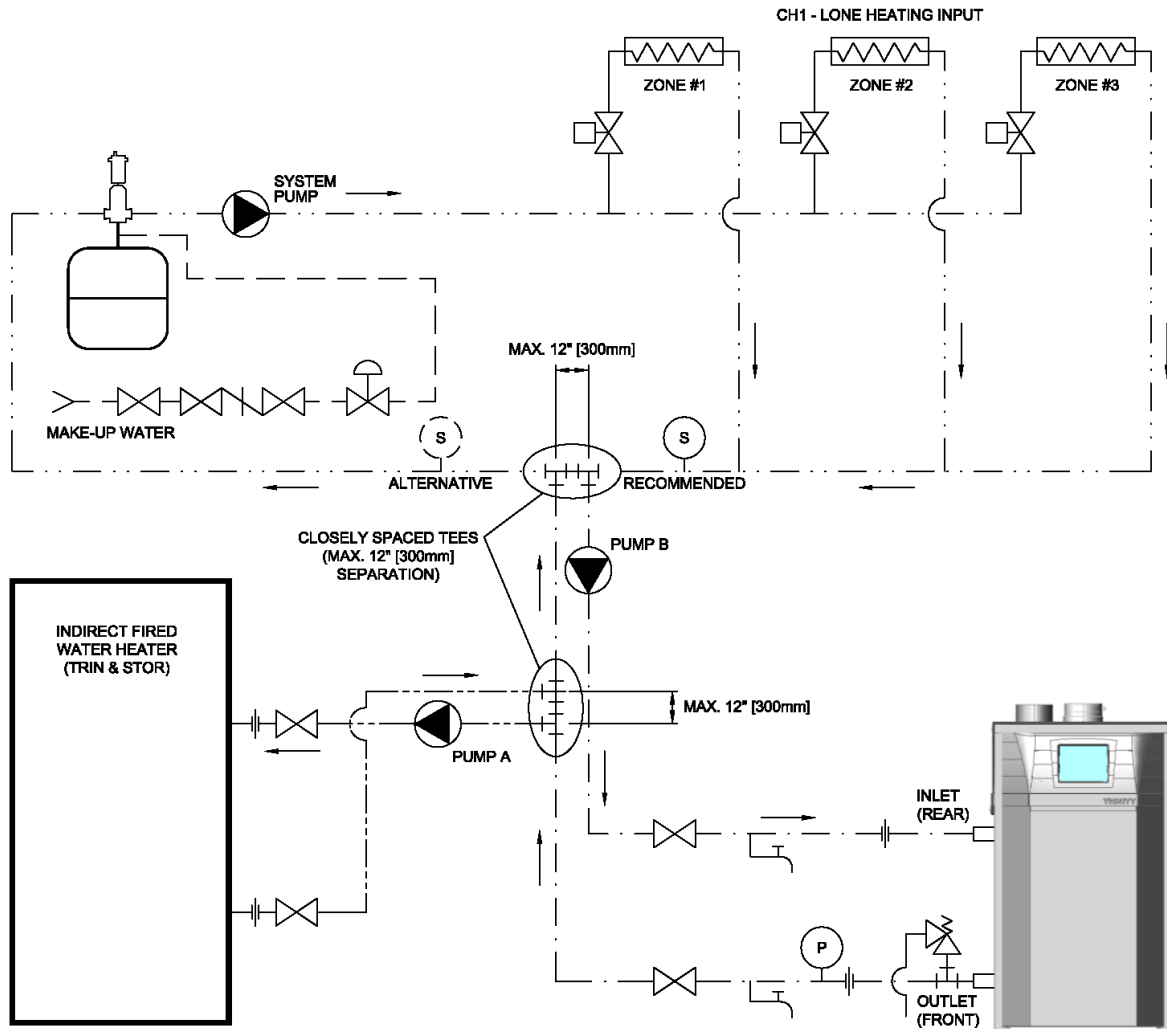 CH1 - LONE HEATING INPUT
ZONE #1
ZONE #2
ZONE #3
SYSTEM
PUMP
MAX. 12" [300mm]
MAKE-UP WATER
S
S
ALTERNATIVE
RECOMMENDED
CLOSELY SPACED TEES
(MAX. 12" [300mm]
SEPARATION)
PUMP B
INDIRECT FIRED
WATER HEATER
(TRIN & STOR)
MAX. 12" [300mm]
PUMP A
INLET
(REAR)
TRINITY
P
OUTLET
(FRONT)